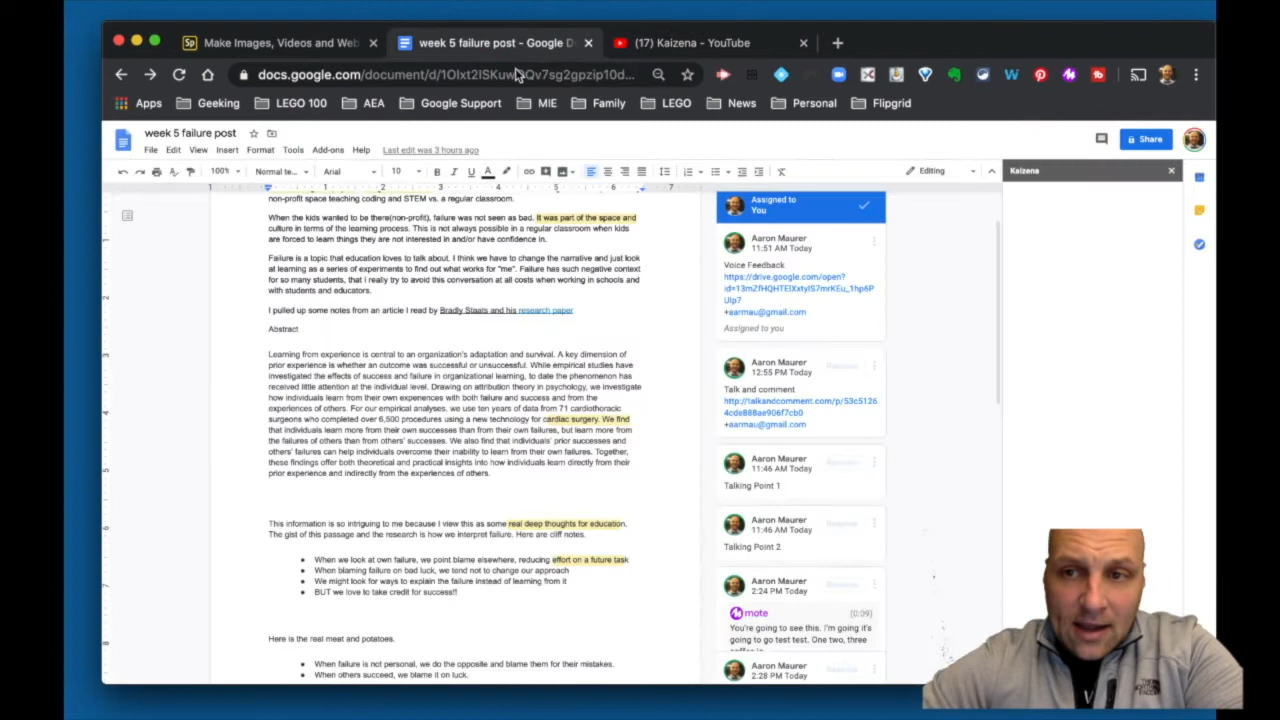 Make Images, Videos and Web
week 5 failure post - Google D
(17) Kaizena - YouTube
Apps
Geeking
LEGO 100
AEA
Google Support
MIE
Family
LEGO
News
Personal
Flipgrid
week 5 failure post
Share
File Edit View Insert Format Tools Add-ons Help Last edit was 3 hours ago
100% Normal te... Arial 10 Editing
Kaizena
non-profit space teaching coding and STEM vs. a regular classroom.
When the kids wanted to be there(non-profit), failure was not seen as bad. It was part of the space and
culture in terms of the learning process. This is not always possible in a regular classroom when kids
are forced to learn things they are not interested in and/or have confidence in.
Failure is a topic that education loves to talk about. I think we have to change the narrative and just look
at learning as a series of experiments to find out what works for "me". Failure has such negative context
for so many students, that I really try to avoid this conversation at all costs when working in schools and
with students and educators.
I pulled up some notes from an article I read by Bradly Staats and his research paper
Abstract
Learning from experience is central to an organization's adaptation and survival. A key dimension of
prior experience is whether an outcome was successful or unsuccessful. While empirical studies have
investigated the effects of success and failure in organizational learning, to date the phenomenon has
received little attention at the individual level. Drawing on attribution theory in psychology, we investigate
how individuals learn from their own experiences with both failure and success and from the
experiences of others. For our empirical analyses, we use ten years of data from 71 cardiothoracic
surgeons who completed over 6,500 procedures using a new technology for cardiac surgery. We find
that individuals learn more from their own successes than from their own failures, but learn more from
the failures of others than from others' successes. We also find that individuals' prior successes and
others' failures can help individuals overcome their inability to learn from their own failures. Together,
these findings offer both theoretical and practical insights into how individuals learn directly from their
prior experience and indirectly from the experiences of others.
This information is so intriguing to me because I view this as some real deep thoughts for education.
The gist of this passage and the research is how we interpret failure. Here are cliff notes.
● When we look at own failure, we point blame elsewhere, reducing effort on a future task
● When blaming failure on bad luck, we tend not to change our approach
● We might look for ways to explain the failure instead of learning from it
● BUT we love to take credit for success!!
Here is the real meat and potatoes.
● When failure is not personal, we do the opposite and blame them for their mistakes.
● When others succeed, we blame it on luck.
Assigned to
You
Aaron Maurer
11:51 AM Today
Voice Feedback
https://drive.google.com/open?
+aarmau@gmail.com
Assigned to you
Aaron Maurer
12:55 PM Today
Talk and comment
http://talkandcomment.com/p/53c5126
4cde888ae906f7cb0
+aarmau@gmail.com
Aaron Maurer
11:46 AM Today
Talking Point 1
Aaron Maurer
11:46 AM Today
Talking Point 2
Aaron Maurer
2:24 PM Today
mote (0:09)
You're going to see this. I'm going it's
going to go test test. One two, three
Aaron Maurer
2:28 PM Today